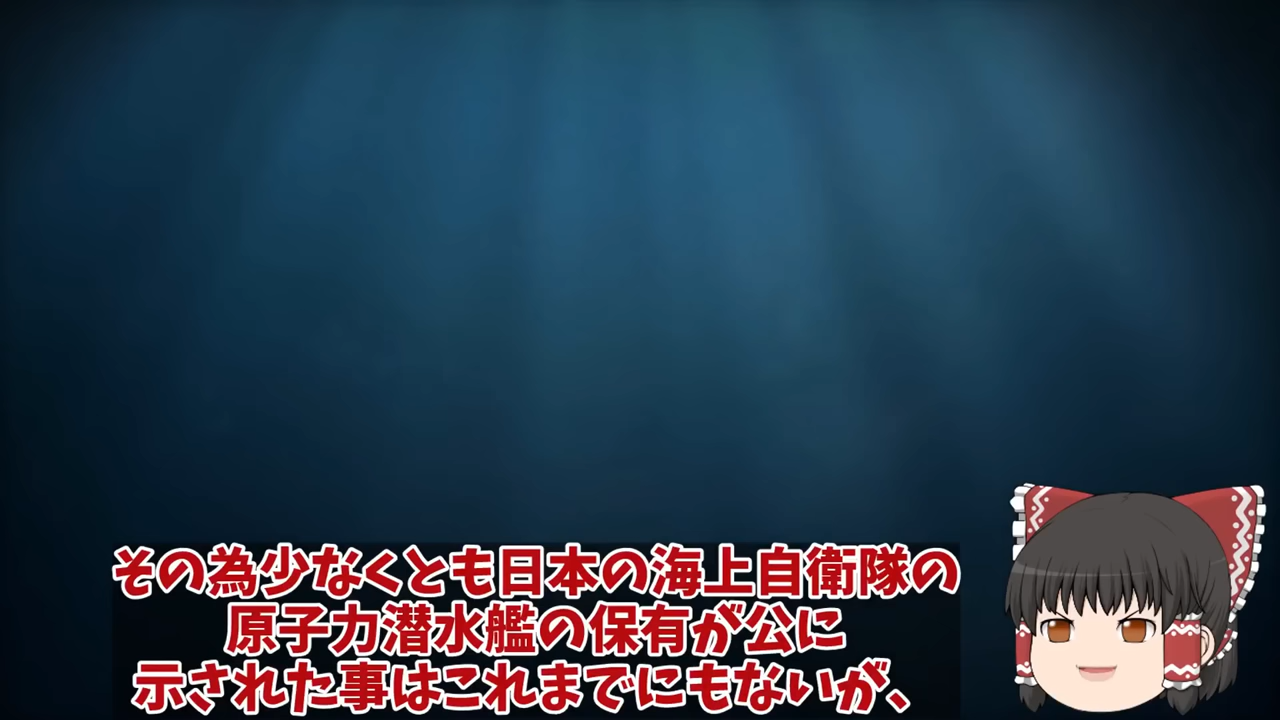 その為少なくとも日本の海上自衛隊の
原子力潜水艦の保有が公に
示された事はこれまでにもないが、